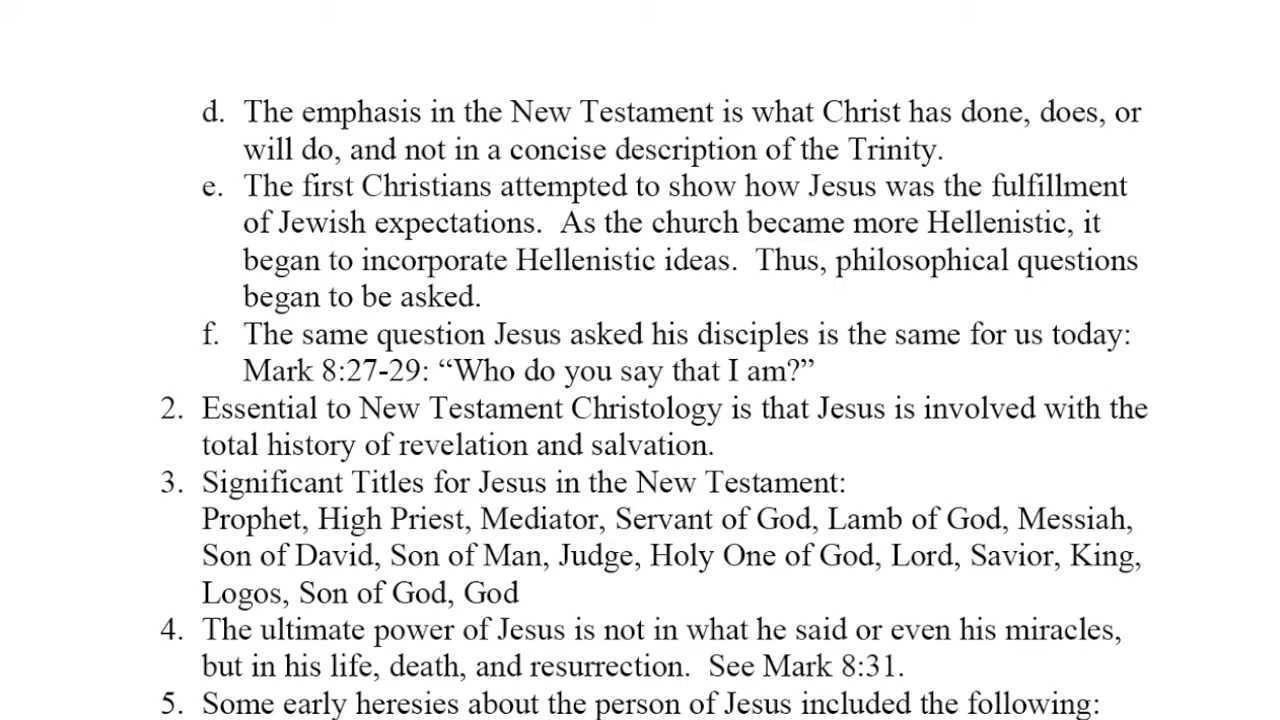 d. The emphasis in the New Testament is what Christ has done, does, or
will do, and not in a concise description of the Trinity.
e. The first Christians attempted to show how Jesus was the fulfillment
of Jewish expectations.  As the church became more Hellenistic, it
began to incorporate Hellenistic ideas.  Thus, philosophical questions
began to be asked.
f. The same question Jesus asked his disciples is the same for us today:
Mark 8:27-29: “Who do you say that I am?”
2. Essential to New Testament Christology is that Jesus is involved with the
total history of revelation and salvation.
3. Significant Titles for Jesus in the New Testament:
Prophet, High Priest, Mediator, Servant of God, Lamb of God, Messiah,
Son of David, Son of Man, Judge, Holy One of God, Lord, Savior, King,
Logos, Son of God, God
4. The ultimate power of Jesus is not in what he said or even his miracles,
but in his life, death, and resurrection.  See Mark 8:31.
5. Some early heresies about the person of Jesus included the following: